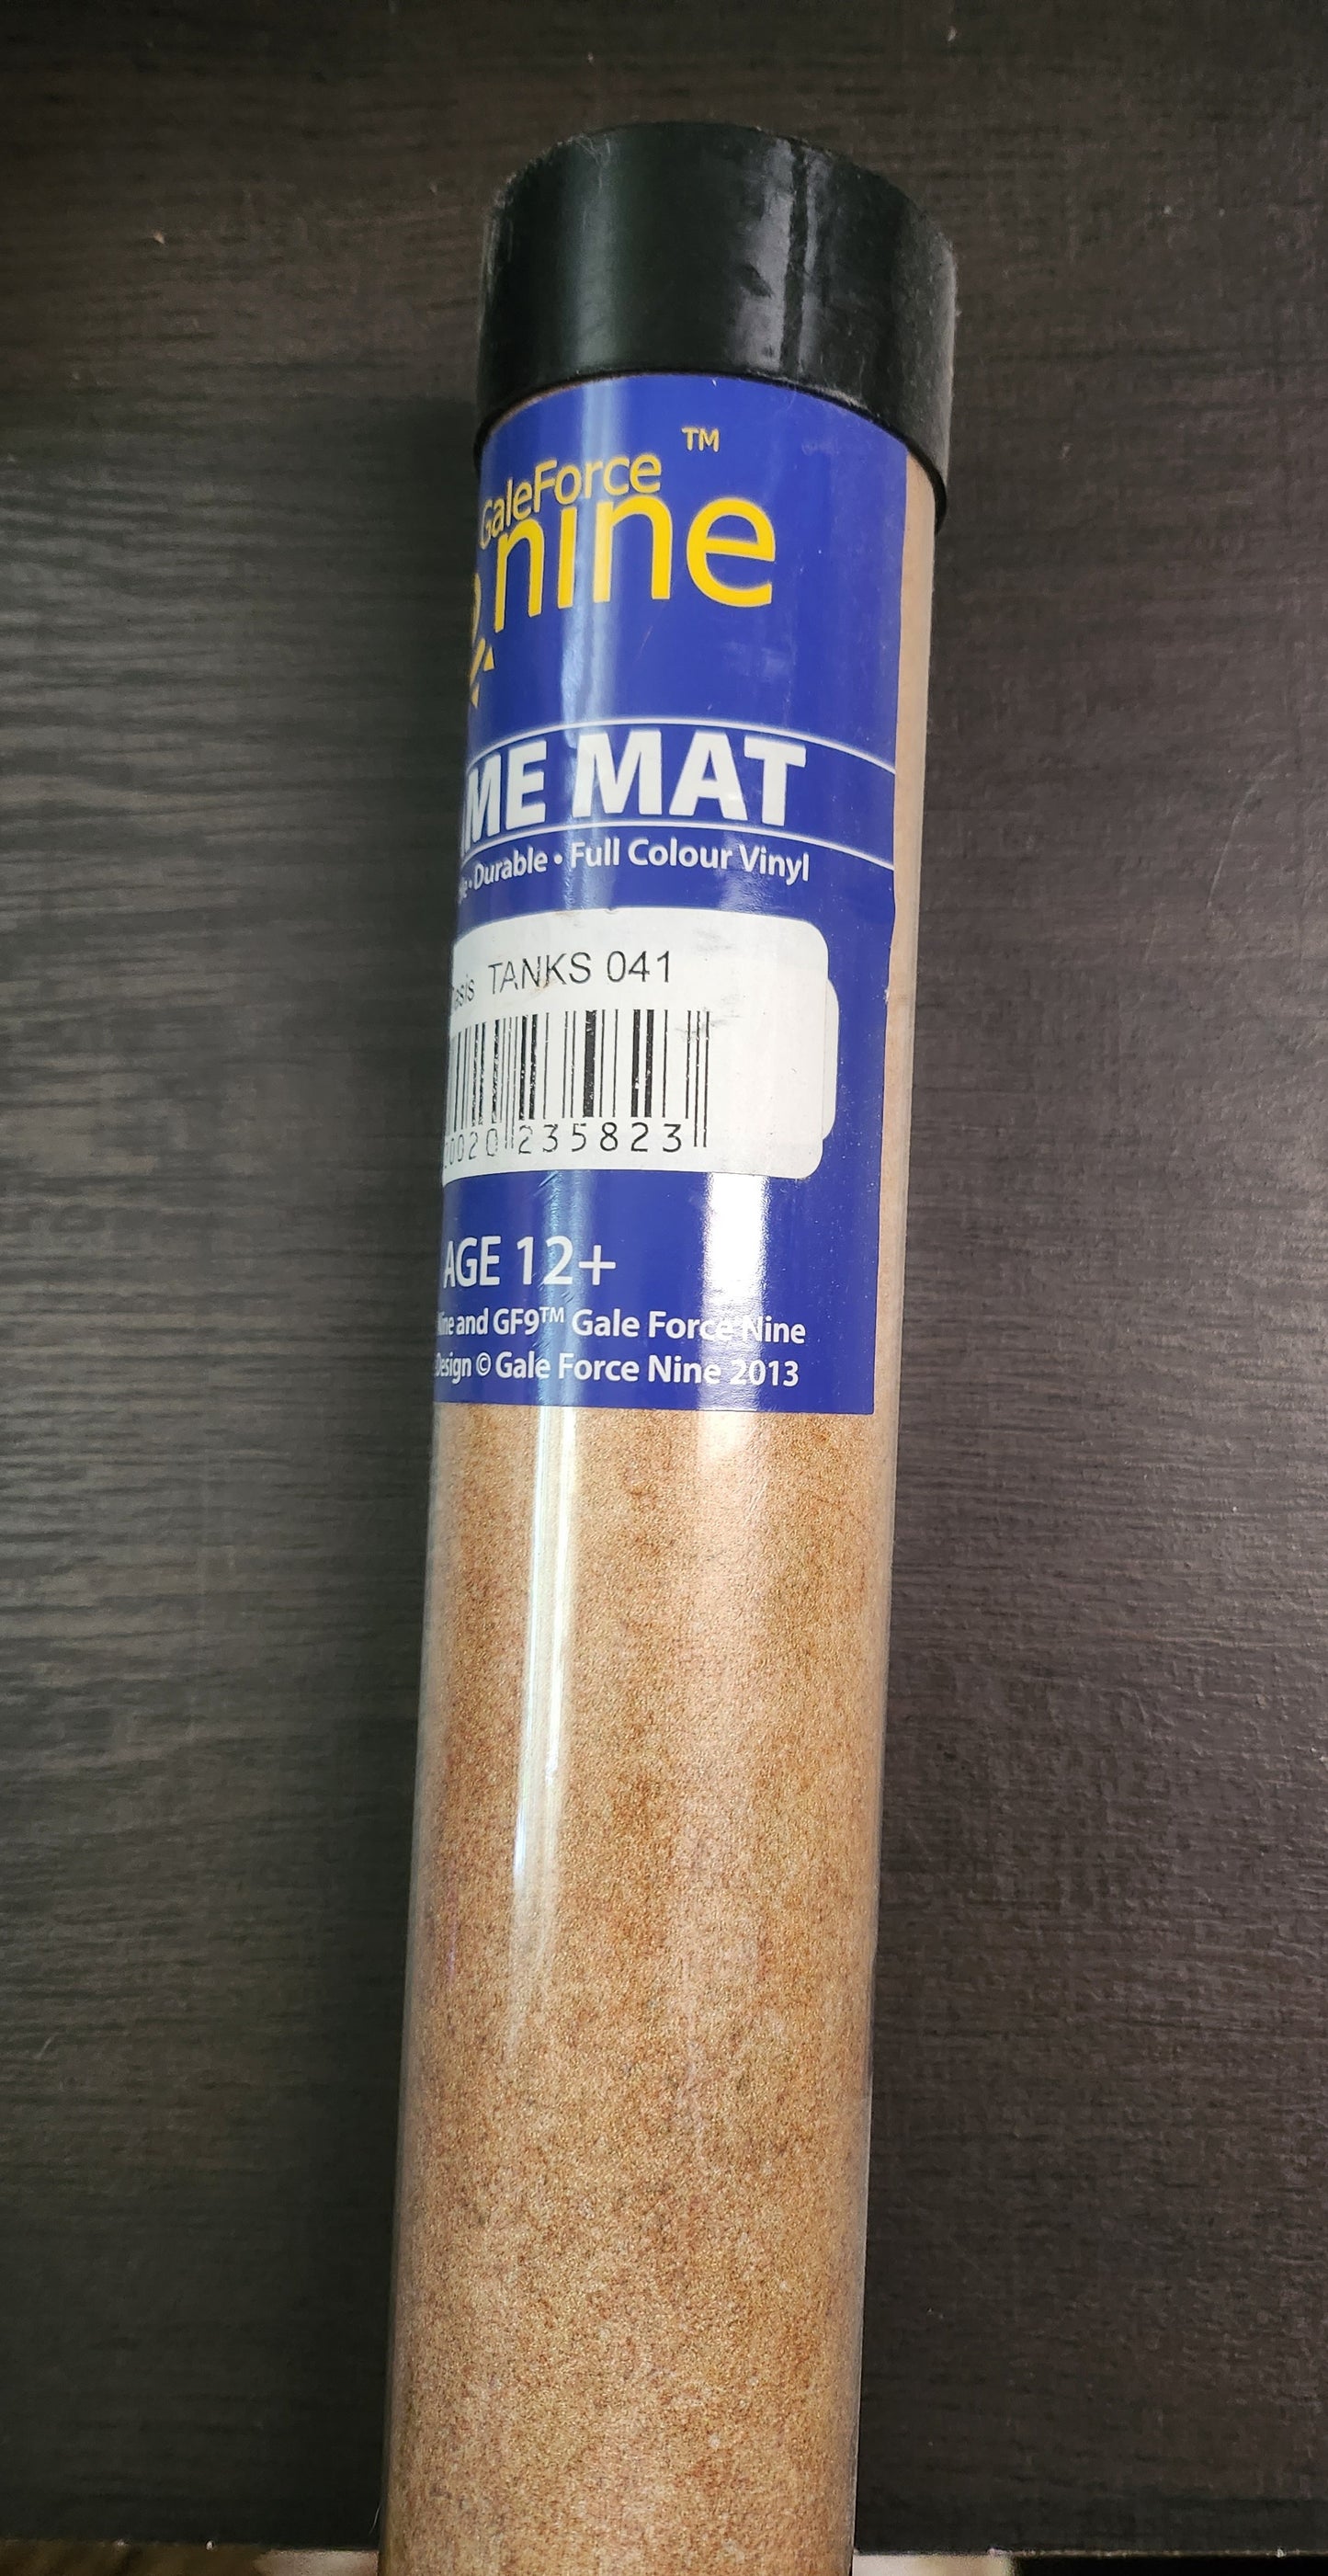 GaleForce TM
nine
ME MAT
Durable • Full Colour Vinyl
TANKS 041
0020 235823
AGE 12+
and GF9™ Gale Force Nine
Design © Gale Force Nine 2013